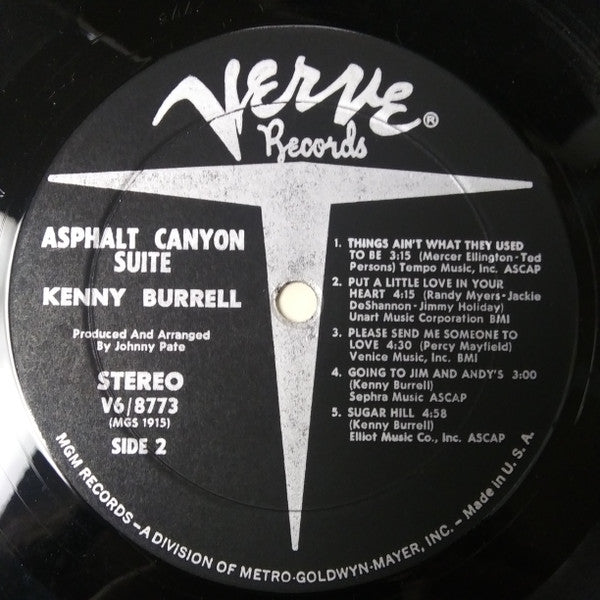 VERVE®
Records
ASPHALT CANYON
SUITE
KENNY BURRELL
Produced And Arranged
By Johnny Pate
STEREO
V6/8773
(MGS 1915)
SIDE 2
1. THINGS AIN'T WHAT THEY USED
TO BE 3:15 (Mercer Ellington-Ted
Persons) Tempo Music, Inc. ASCAP
2. PUT A LITTLE LOVE IN YOUR
HEART 4:15 (Randy Myers-Jackie
DeShannon-Jimmy Holiday)
Unart Music Corporation BMI
3. PLEASE SEND ME SOMEONE TO
LOVE 4:30 (Percy Mayfield)
Venice Music, Inc. BMI
4. GOING TO JIM AND ANDY'S 3:00
(Kenny Burrell)
Sephra Music ASCAP
5. SUGAR HILL 4:58
(Kenny Burrell)
Elliot Music Co., Inc. ASCAP
MGM RECORDS—A DIVISION OF METRO-GOLDWYN-MAYER, INC. – Made in U. S. A.